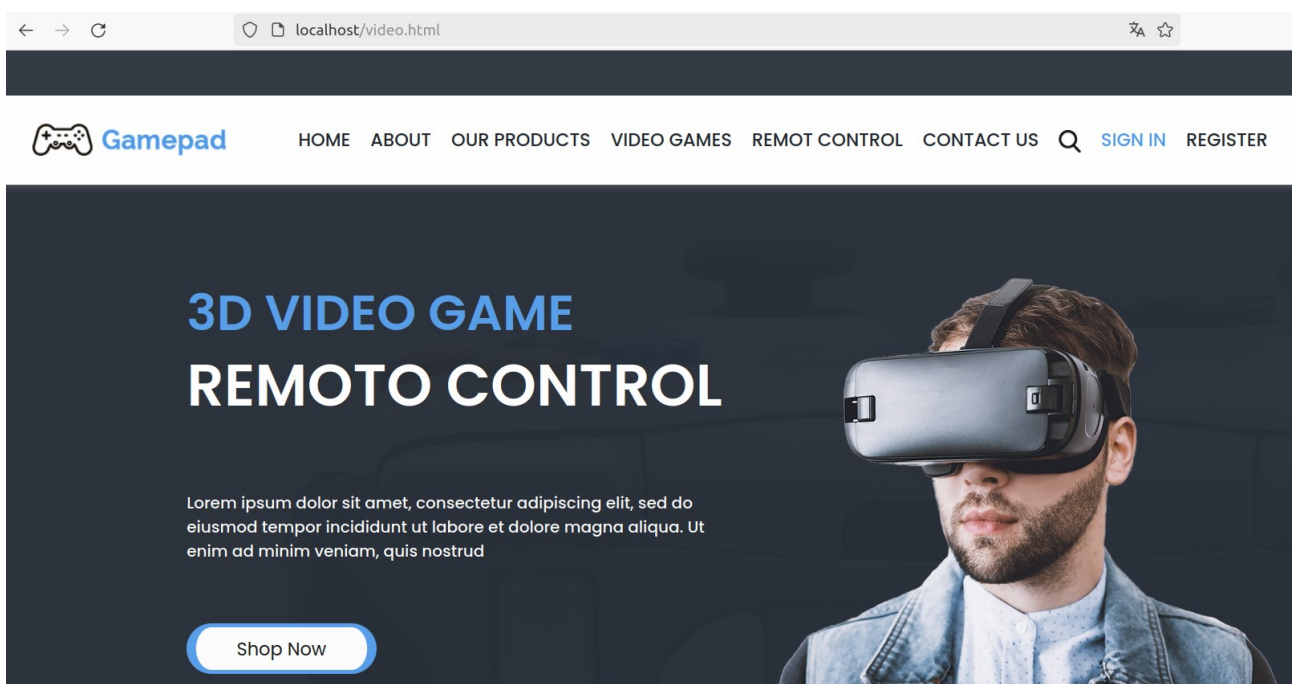 localhost/video.html
Gamepad HOME ABOUT OUR PRODUCTS VIDEO GAMES REMOT CONTROL CONTACT US SIGN IN REGISTER
3D VIDEO GAME
REMOTO CONTROL
Lorem ipsum dolor sit amet, consectetur adipiscing elit, sed do
eiusmod tempor incididunt ut labore et dolore magna aliqua. Ut
enim ad minim veniam, quis nostrud
Shop Now